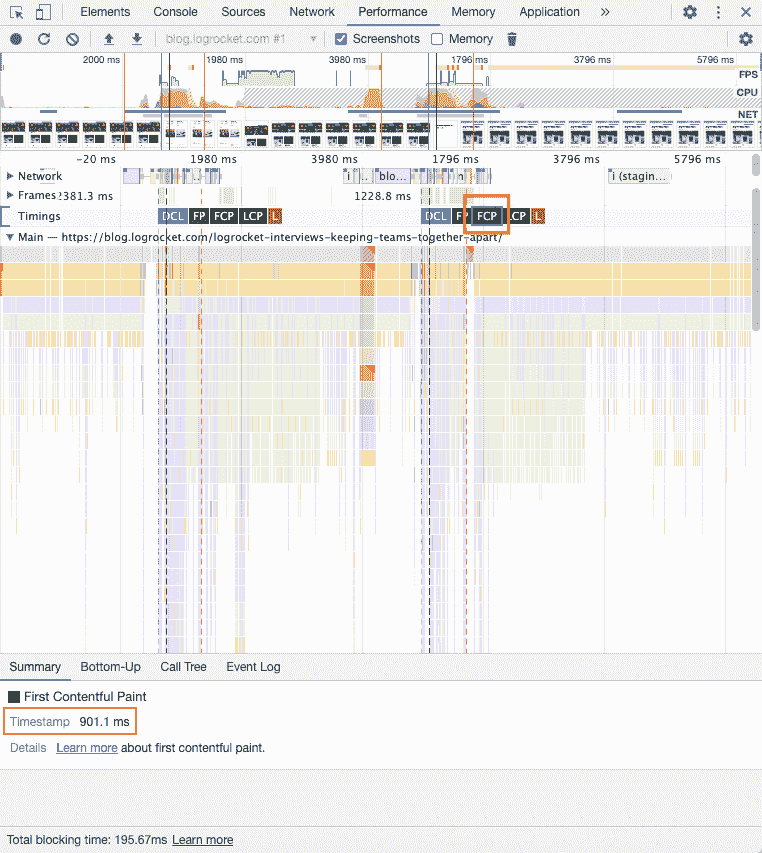 Elements Console Sources Network Performance Memory Application »
blog.logrocket.com #1 Screenshots Memory
2000 ms 1980 ms 3980 ms 1796 ms 3796 ms 5796 ms
FPS
CPU
NET
-20 ms 1980 ms 3980 ms 1796 ms 3796 ms 5796 ms
Network blo... i (stagin...
Frames 2381.3 ms 1228.8 ms
Timings DCL FP FCP LCP L DCL FP FCP LCP L
Main — https://blog.logrocket.com/logrocket-interviews-keeping-teams-together-apart/
Summary Bottom-Up Call Tree Event Log
First Contentful Paint
Timestamp 901.1 ms
Details Learn more about first contentful paint.
Total blocking time: 195.67ms Learn more